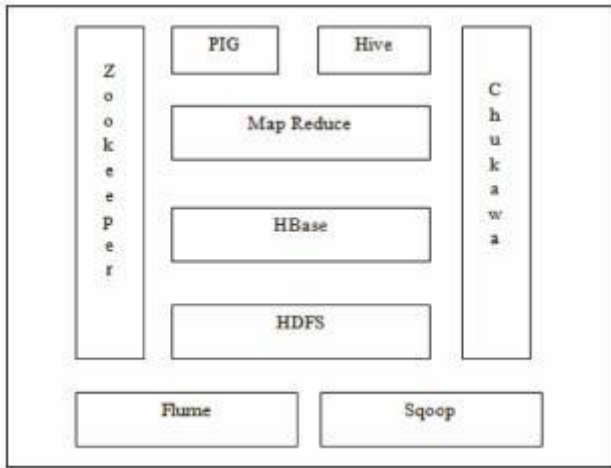 Zookeeper
PIG
Hive
Chukawa
Map Reduce
HBase
HDFS
Flume
Sqoop